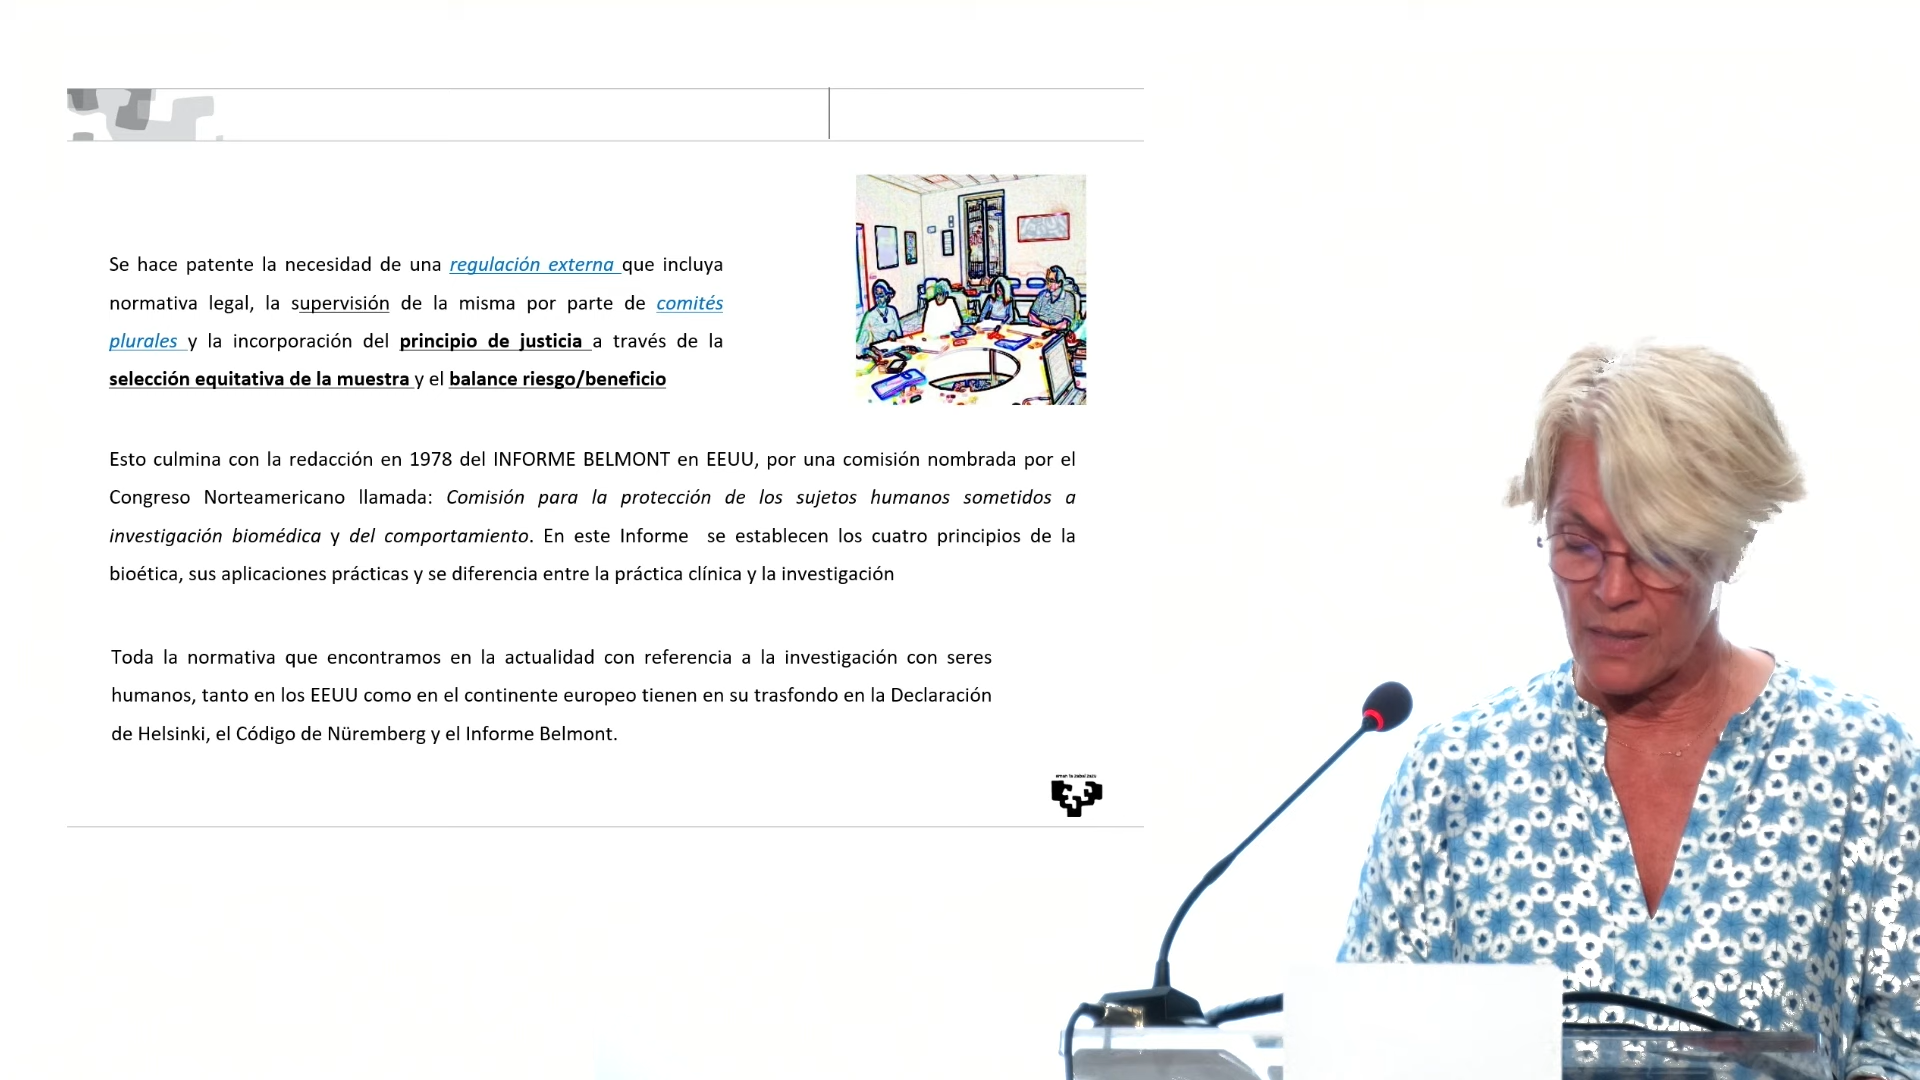 Se hace patente la necesidad de una regulación externa que incluya
normativa legal, la supervisión de la misma por parte de comités
plurales y la incorporación del principio de justicia a través de la
selección equitativa de la muestra y el balance riesgo/beneficio
Esto culmina con la redacción en 1978 del INFORME BELMONT en EEUU, por una comisión nombrada por el
Congreso Norteamericano llamada: Comisión para la protección de los sujetos humanos sometidos a
investigación biomédica y del comportamiento. En este Informe se establecen los cuatro principios de la
bioética, sus aplicaciones prácticas y se diferencia entre la práctica clínica y la investigación
Toda la normativa que encontramos en la actualidad con referencia a la investigación con seres
humanos, tanto en los EEUU como en el continente europeo tienen en su trasfondo en la Declaración
de Helsinki, el Código de Nüremberg y el Informe Belmont.
eman ta zabal zazu